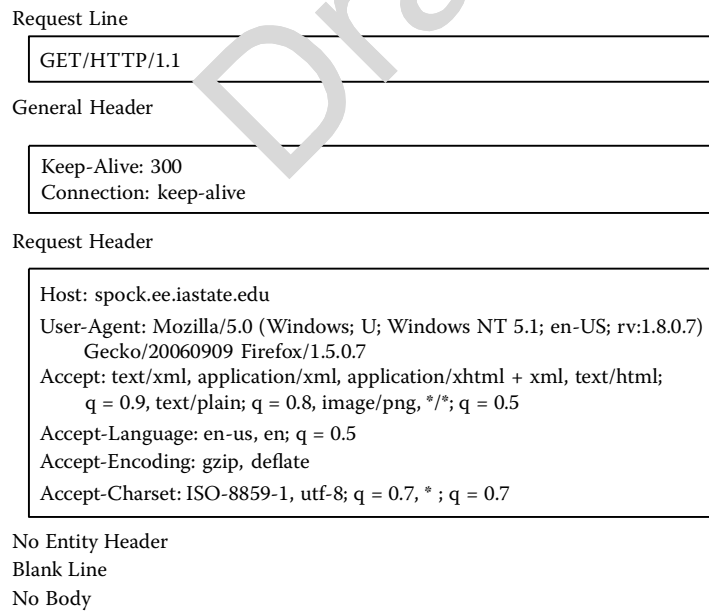 Request Line
GET/HTTP/1.1
General Header
Keep-Alive: 300
Connection: keep-alive
Request Header
Host: spock.ee.iastate.edu
User-Agent: Mozilla/5.0 (Windows; U; Windows NT 5.1; en-US; rv:1.8.0.7)
Gecko/20060909 Firefox/1.5.0.7
Accept: text/xml, application/xml, application/xhtml + xml, text/html;
q = 0.9, text/plain; q = 0.8, image/png, */*; q = 0.5
Accept-Language: en-us, en; q = 0.5
Accept-Encoding: gzip, deflate
Accept-Charset: ISO-8859-1, utf-8; q = 0.7, * ; q = 0.7
No Entity Header
Blank Line
No Body